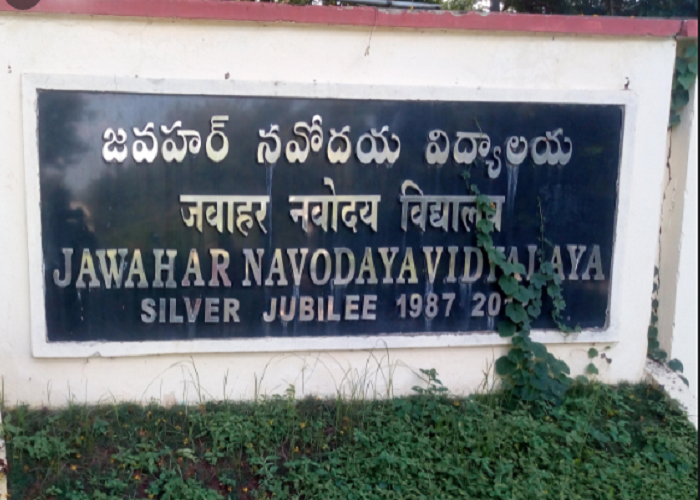 జవహర్ నవోదయ విద్యాలయ
जवाहर नवोदय विद्यालय
JAWAHAR NAVODAYA VIDYALAYA
SILVER JUBILEE 1987